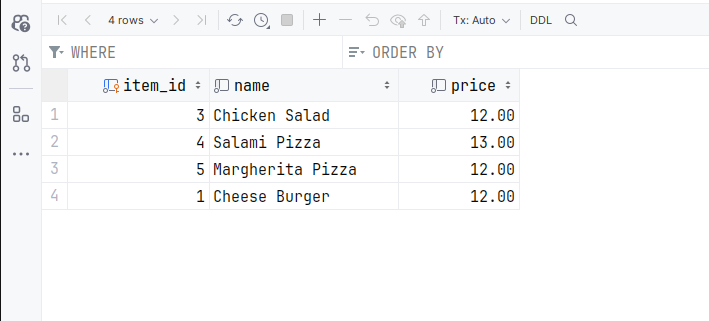 4 rows Tx: Auto DDL
WHERE ORDER BY
item_id name price
1 3 Chicken Salad 12.00
2 4 Salami Pizza 13.00
3 5 Margherita Pizza 12.00
4 1 Cheese Burger 12.00